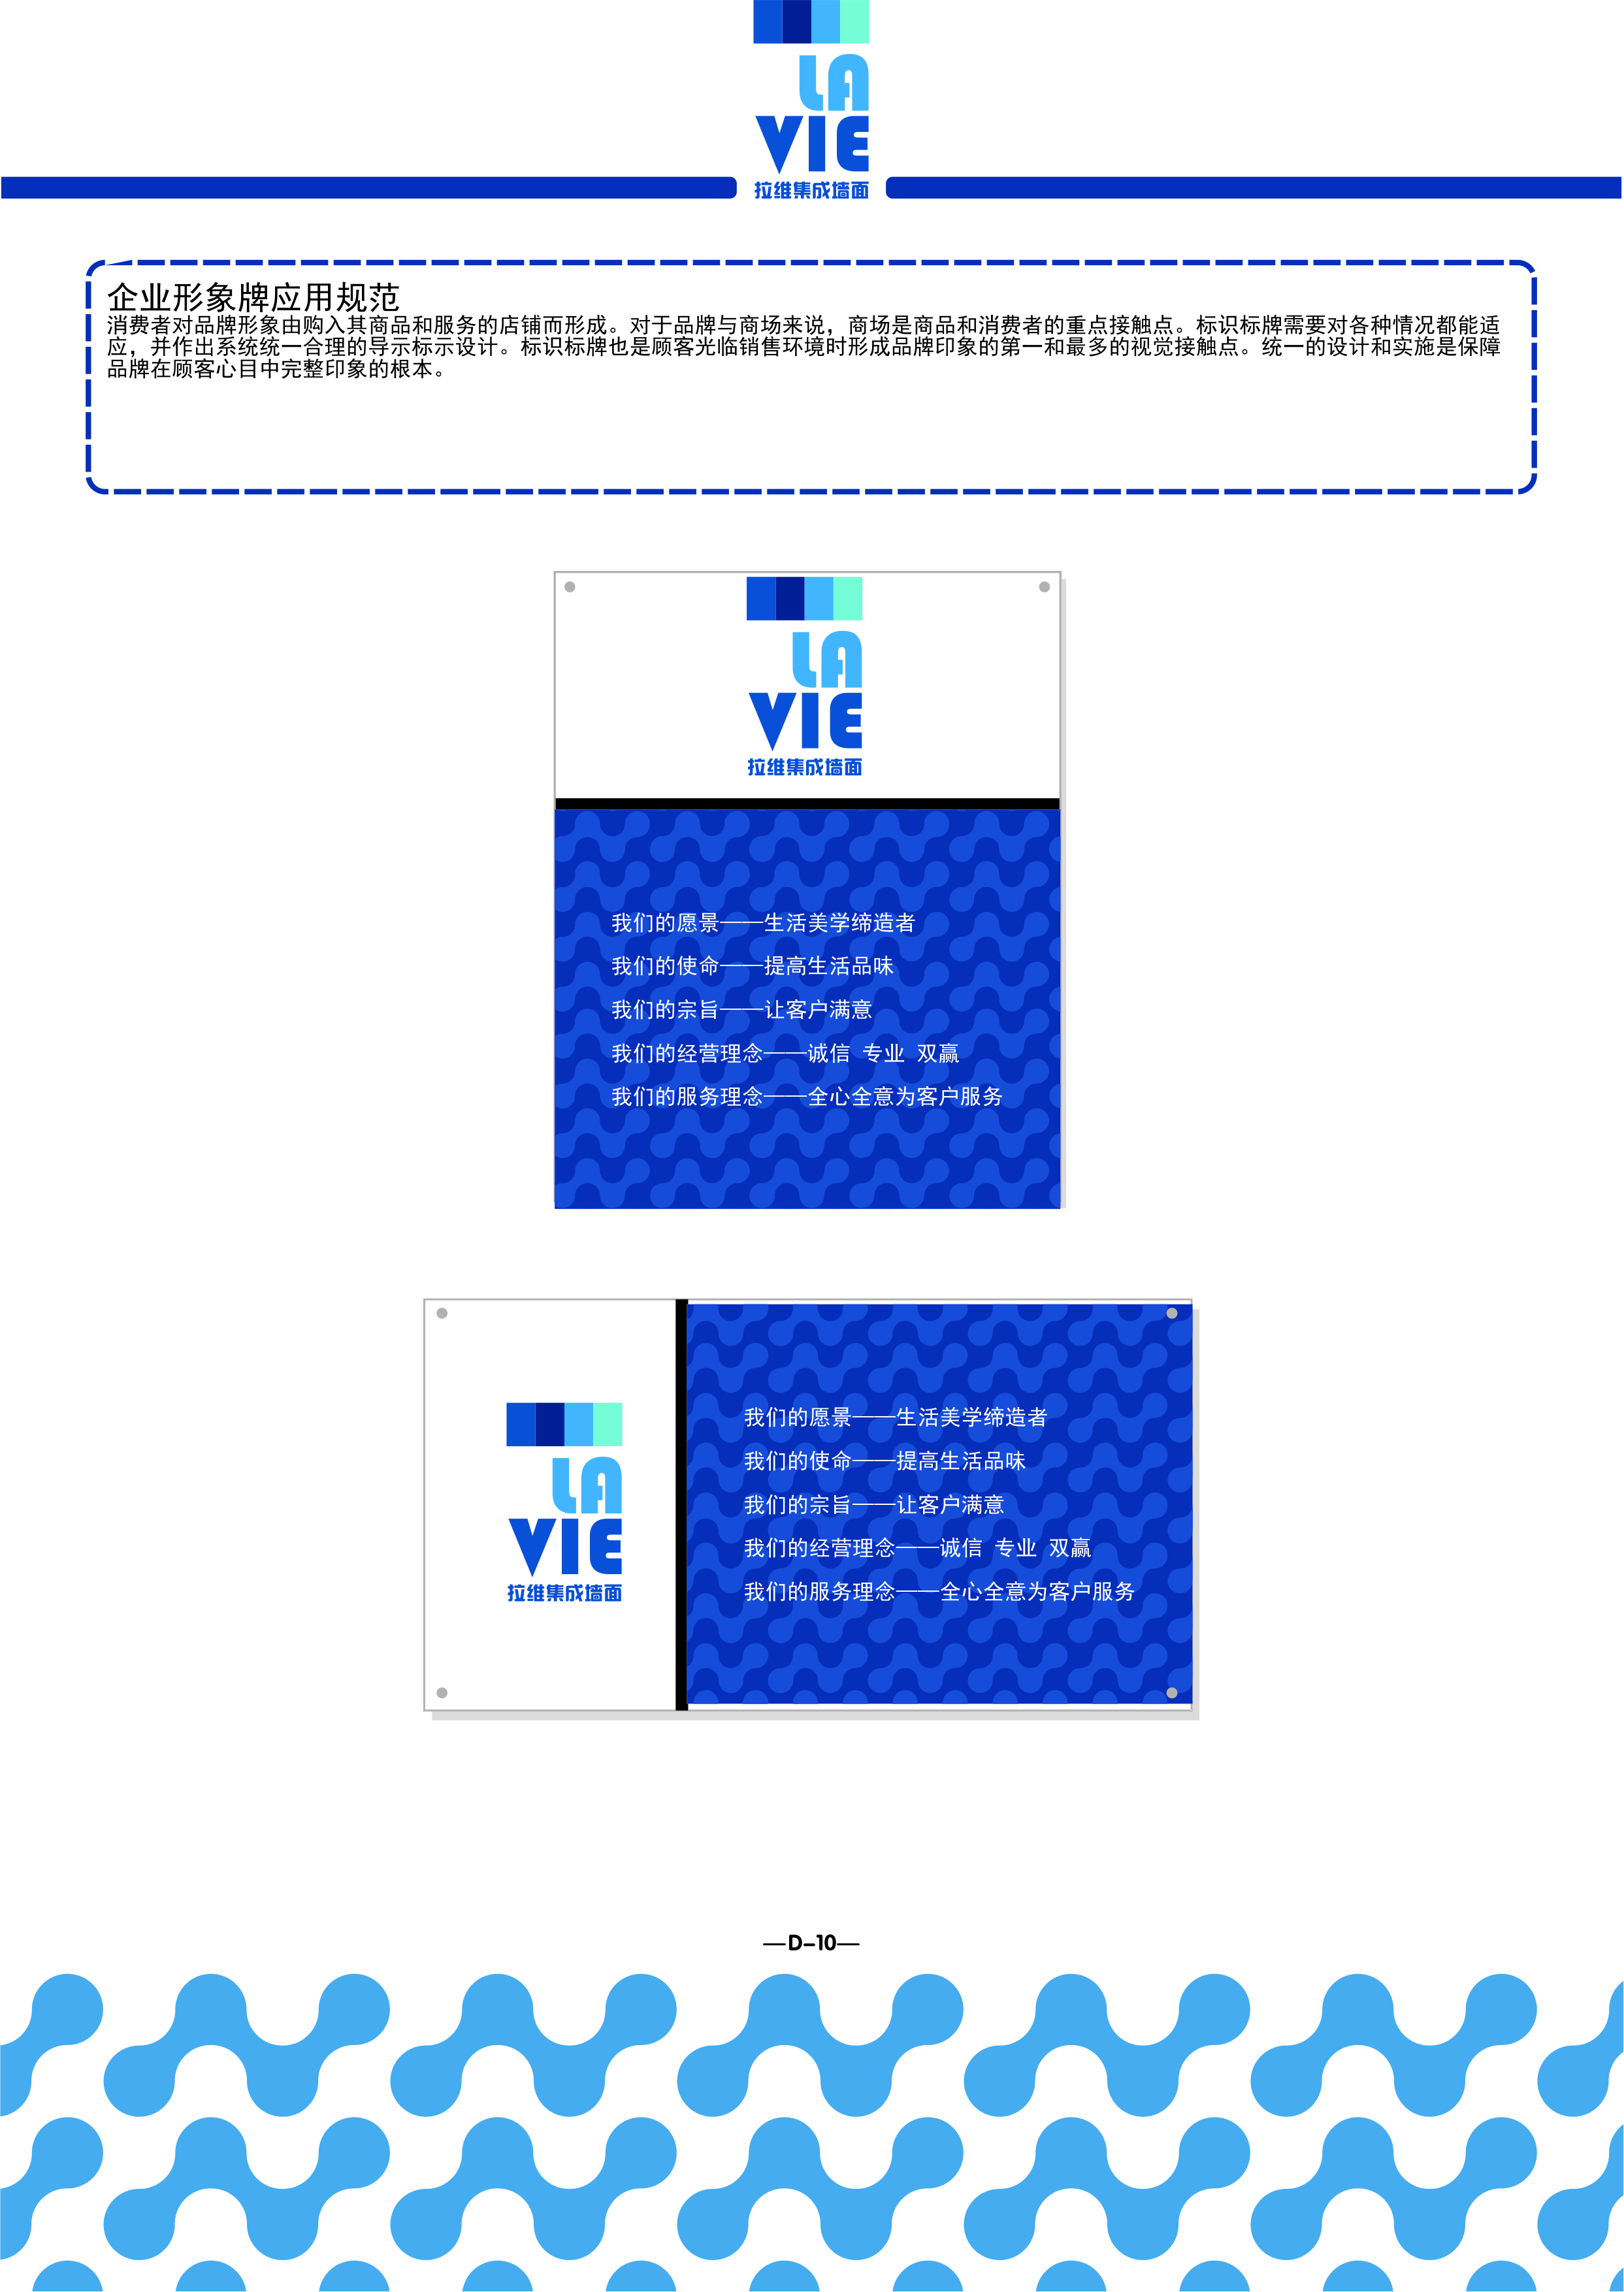 LA
VIE
拉维集成墙面
企业形象牌应用规范
消费者对品牌形象由购入其商品和服务的店铺而形成。对于品牌与商场来说，商场是商品和消费者的重点接触点。标识标牌需要对各种情况都能适
应，并作出系统统一合理的导示标示设计。标识标牌也是顾客光临销售环境时形成品牌印象的第一和最多的视觉接触点。统一的设计和实施是保障
品牌在顾客心目中完整印象的根本。
LA
VIE
拉维集成墙面
我们的愿景——生活美学缔造者
我们的使命——提高生活品味
我们的宗旨——让客户满意
我们的经营理念——诚信 专业 双赢
我们的服务理念——全心全意为客户服务
LA
VIE
拉维集成墙面
我们的愿景——生活美学缔造者
我们的使命——提高生活品味
我们的宗旨——让客户满意
我们的经营理念——诚信 专业 双赢
我们的服务理念——全心全意为客户服务
—D-10—